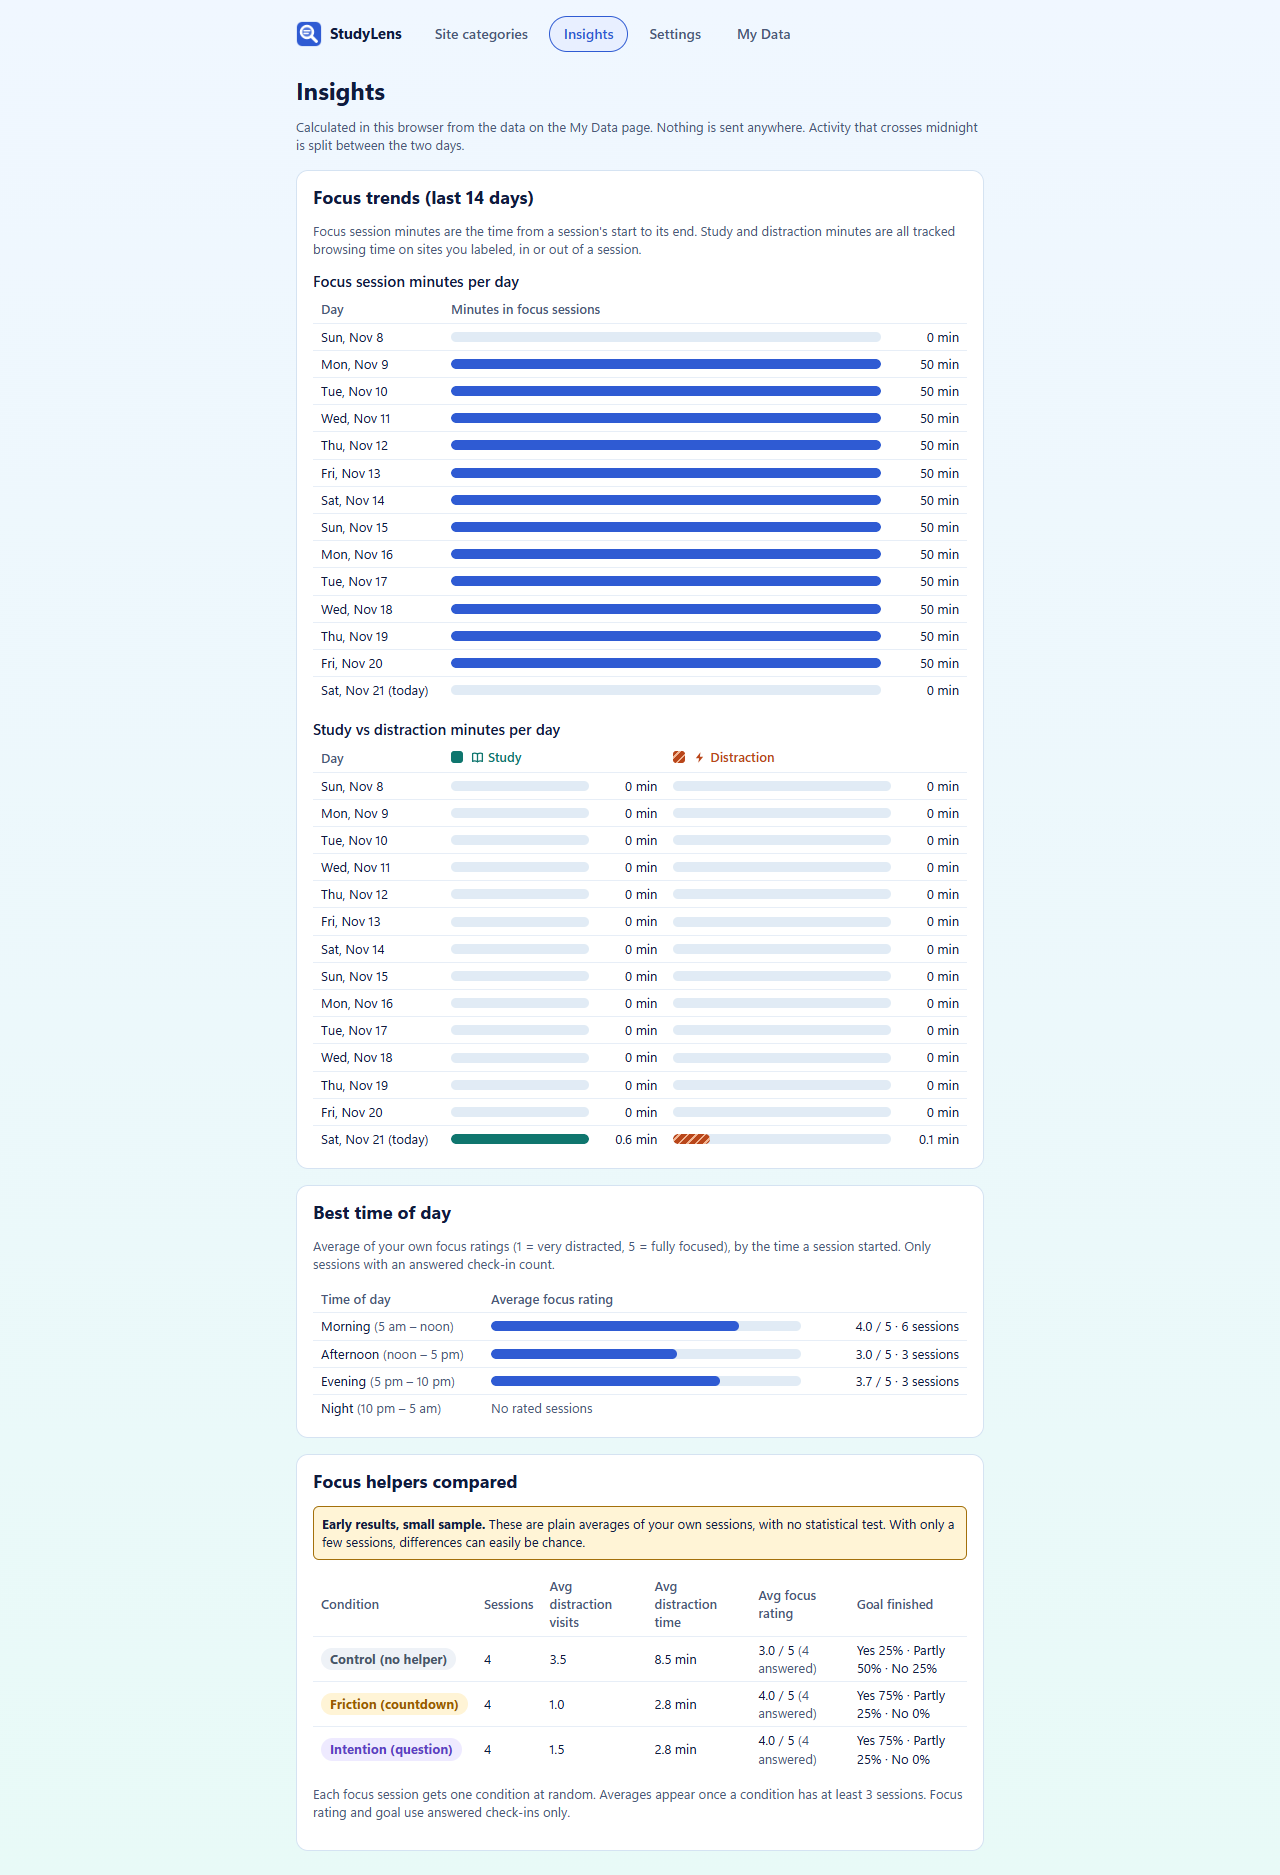 StudyLens Site categories Insights Settings My Data
Insights
Calculated in this browser from the data on the My Data page. Nothing is sent anywhere. Activity that crosses midnight
is split between the two days.
Focus trends (last 14 days)
Focus session minutes are the time from a session's start to its end. Study and distraction minutes are all tracked
browsing time on sites you labeled, in or out of a session.
Focus session minutes per day
Day Minutes in focus sessions
Sun, Nov 8 0 min
Mon, Nov 9 50 min
Tue, Nov 10 50 min
Wed, Nov 11 50 min
Thu, Nov 12 50 min
Fri, Nov 13 50 min
Sat, Nov 14 50 min
Sun, Nov 15 50 min
Mon, Nov 16 50 min
Tue, Nov 17 50 min
Wed, Nov 18 50 min
Thu, Nov 19 50 min
Fri, Nov 20 50 min
Sat, Nov 21 (today) 0 min
Study vs distraction minutes per day
Day Study Distraction
Sun, Nov 8 0 min 0 min
Mon, Nov 9 0 min 0 min
Tue, Nov 10 0 min 0 min
Wed, Nov 11 0 min 0 min
Thu, Nov 12 0 min 0 min
Fri, Nov 13 0 min 0 min
Sat, Nov 14 0 min 0 min
Sun, Nov 15 0 min 0 min
Mon, Nov 16 0 min 0 min
Tue, Nov 17 0 min 0 min
Wed, Nov 18 0 min 0 min
Thu, Nov 19 0 min 0 min
Fri, Nov 20 0 min 0 min
Sat, Nov 21 (today) 0.6 min 0.1 min
Best time of day
Average of your own focus ratings (1 = very distracted, 5 = fully focused), by the time a session started. Only
sessions with an answered check-in count.
Time of day Average focus rating
Morning (5 am – noon) 4.0 / 5 · 6 sessions
Afternoon (noon – 5 pm) 3.0 / 5 · 3 sessions
Evening (5 pm – 10 pm) 3.7 / 5 · 3 sessions
Night (10 pm – 5 am) No rated sessions
Focus helpers compared
Early results, small sample. These are plain averages of your own sessions, with no statistical test. With only a
few sessions, differences can easily be chance.
Condition
Sessions
Avg
distraction
visits
Avg
distraction
time
Avg focus
rating
Goal finished
Control (no helper)
4
3.5
8.5 min
3.0 / 5 (4
answered)
Yes 25% · Partly
50% · No 25%
Friction (countdown)
4
1.0
2.8 min
4.0 / 5 (4
answered)
Yes 75% · Partly
25% · No 0%
Intention (question)
4
1.5
2.8 min
4.0 / 5 (4
answered)
Yes 75% · Partly
25% · No 0%
Each focus session gets one condition at random. Averages appear once a condition has at least 3 sessions. Focus
rating and goal use answered check-ins only.